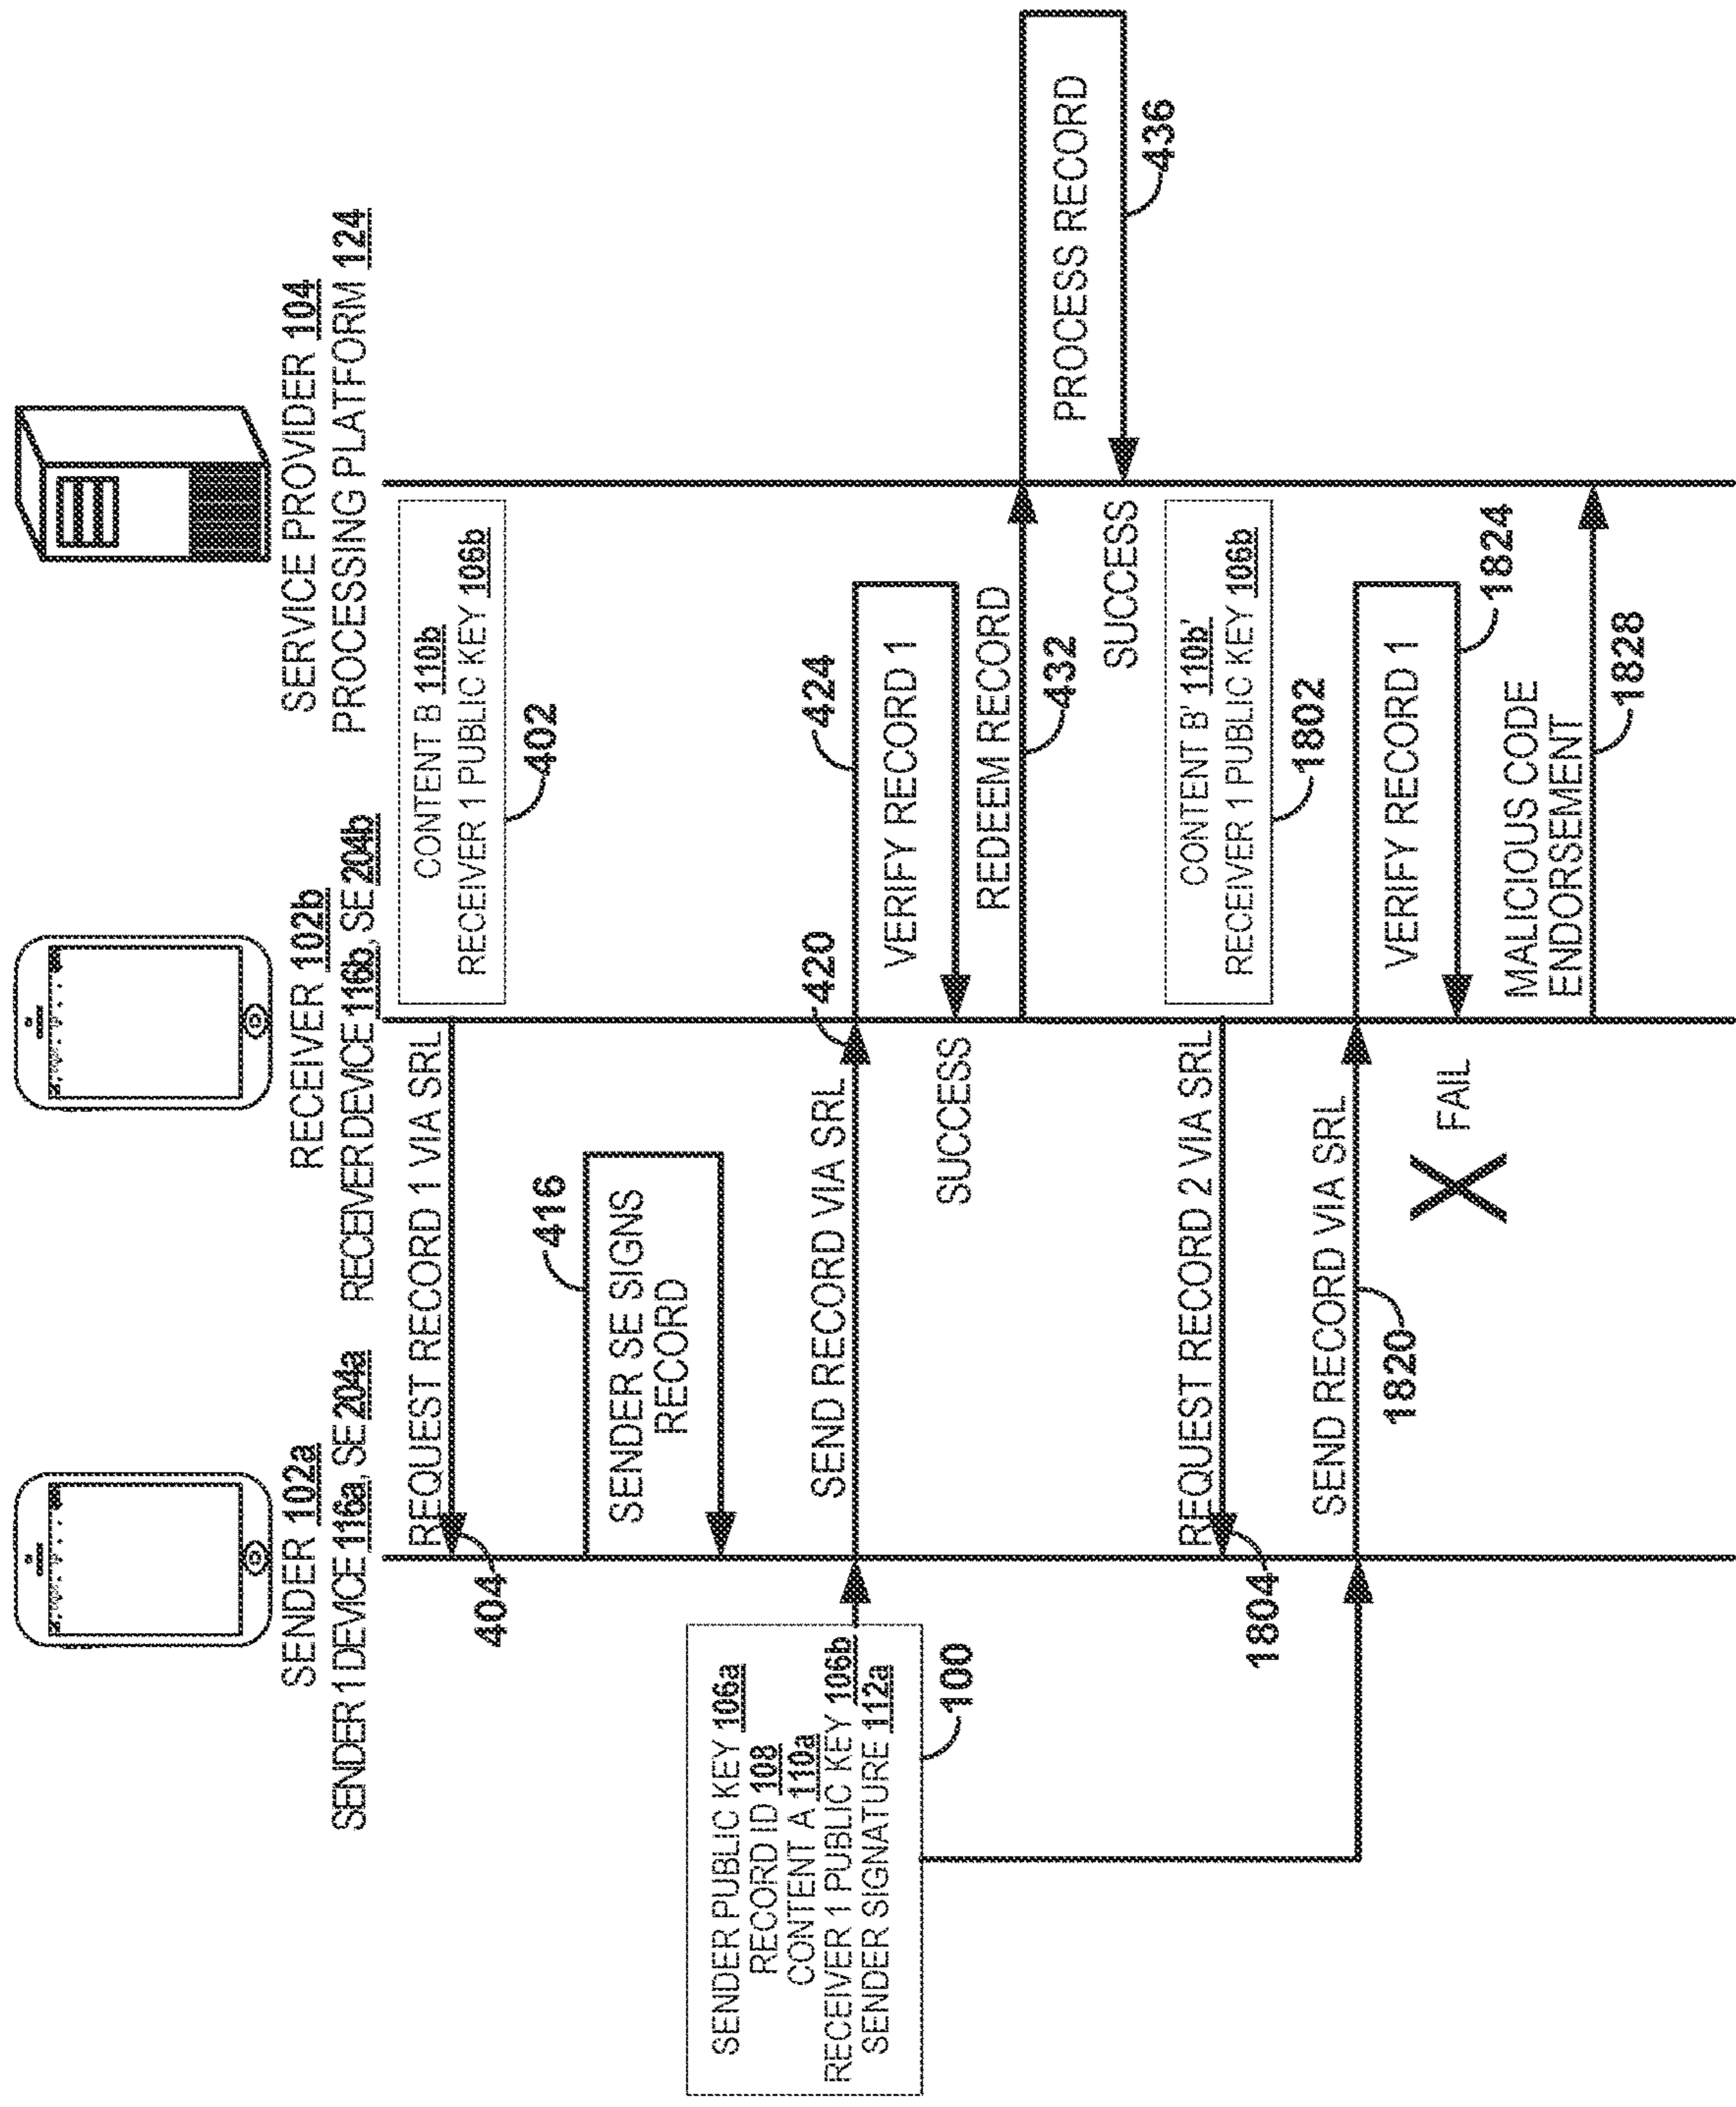 SENDER 102a
SENDER 1 DEVICE 116a, SE 204a
RECEIVER 102b
RECEIVER DEVICE 116b, SE 204b
SERVICE PROVIDER 104
PROCESSING PLATFORM 124
REQUEST RECORD 1 VIA SRL
404
CONTENT B 110b
RECEIVER 1 PUBLIC KEY 106b
402
416
SENDER SE SIGNS
RECORD
SENDER PUBLIC KEY 106a
RECORD ID 108
CONTENT A 110a
RECEIVER 1 PUBLIC KEY 106b
SENDER SIGNATURE 112a
100
SEND RECORD VIA SRL
420
424
VERIFY RECORD 1
SUCCESS
REDEEM RECORD
432
PROCESS RECORD
436
SUCCESS
CONTENT B' 110b'
RECEIVER 1 PUBLIC KEY 106b
1802
REQUEST RECORD 2 VIA SRL
1804
SEND RECORD VIA SRL
1820
VERIFY RECORD 1
1824
X FAIL
MALICIOUS CODE
ENDORSEMENT
1828